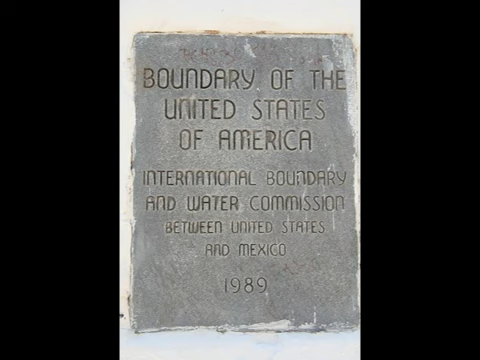 BOUNDARY OF THE
UNITED STATES
OF AMERICA
INTERNATIONAL BOUNDARY
AND WATER COMMISSION
BETWEEN UNITED STATES
AND MEXICO
1989